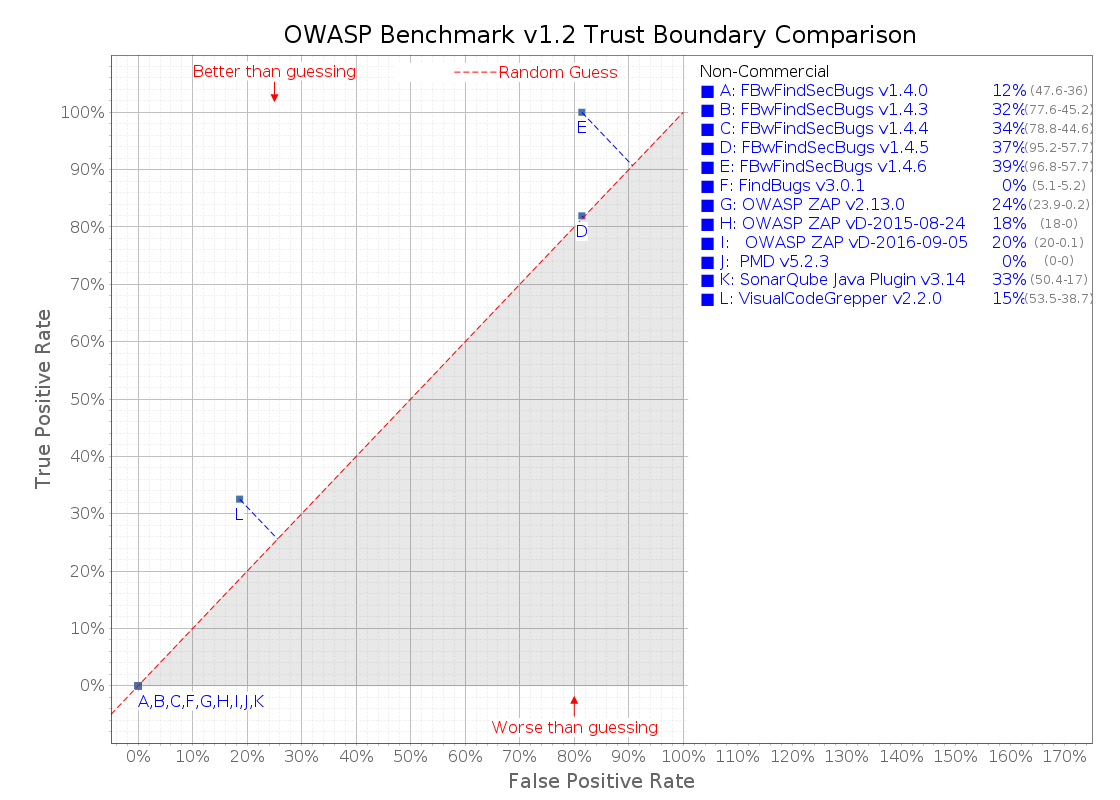 OWASP Benchmark v1.2 Trust Boundary Comparison
Better than guessing
Random Guess
Non-Commercial
A: FBwFindSecBugs v1.4.0 12% (47.6-36)
B: FBwFindSecBugs v1.4.3 32% (77.6-45.2)
C: FBwFindSecBugs v1.4.4 34% (78.8-44.6)
D: FBwFindSecBugs v1.4.5 37% (95.2-57.7)
E: FBwFindSecBugs v1.4.6 39% (96.8-57.7)
F: FindBugs v3.0.1 0% (5.1-5.2)
G: OWASP ZAP v2.13.0 24% (23.9-0.2)
H: OWASP ZAP vD-2015-08-24 18% (18-0)
I: OWASP ZAP vD-2016-09-05 20% (20-0.1)
J: PMD v5.2.3 0% (0-0)
K: SonarQube Java Plugin v3.14 33% (50.4-17)
L: VisualCodeGrepper v2.2.0 15% (53.5-38.7)
True Positive Rate
100%
90%
80%
70%
60%
50%
40%
30%
20%
10%
0%
E
D
L
A,B,C,F,G,H,I,J,K
Worse than guessing
0% 10% 20% 30% 40% 50% 60% 70% 80% 90% 100% 110% 120% 130% 140% 150% 160% 170%
False Positive Rate